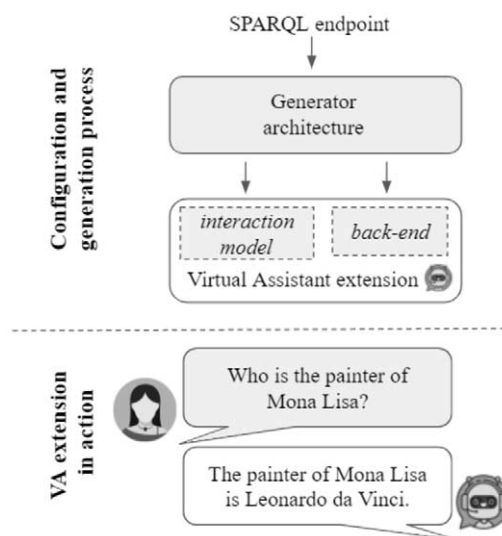 SPARQL endpoint
Configuration and
generation process
Generator
architecture
interaction
model
back-end
Virtual Assistant extension
VA extension
in action
Who is the painter of
Mona Lisa?
The painter of Mona Lisa
is Leonardo da Vinci.